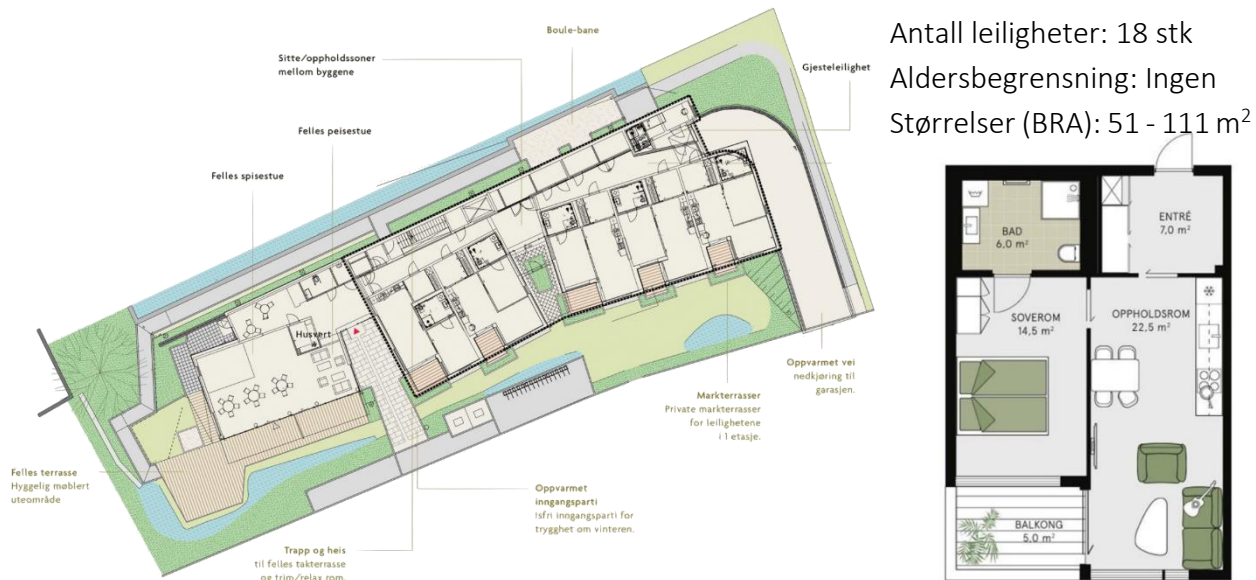 Boule-bane
Sitte/oppholdssoner
mellom byggene
Gjesteleilighet
Felles peisestue
Felles spisestue
Husvert
Oppvarmet vei
nedkjøring til
garasjen.
Markterrasser
Private markterrasser
for leilighetene
i 1 etasje.
Felles terrasse
Hyggelig møblert
uteområde
Oppvarmet
inngangsparti
Isfri inngangsparti for
trygghet om vinteren.
Trapp og heis
til felles takterrasse
og trim/relax rom.
Antall leiligheter: 18 stk
Aldersbegrensning: Ingen
Størrelser (BRA): 51 - 111 m²
BAD
6,0 m²
ENTRÉ
7,0 m²
SOVEROM
14,5 m²
OPPHOLDSROM
22,5 m²
BALKONG
5,0 m²